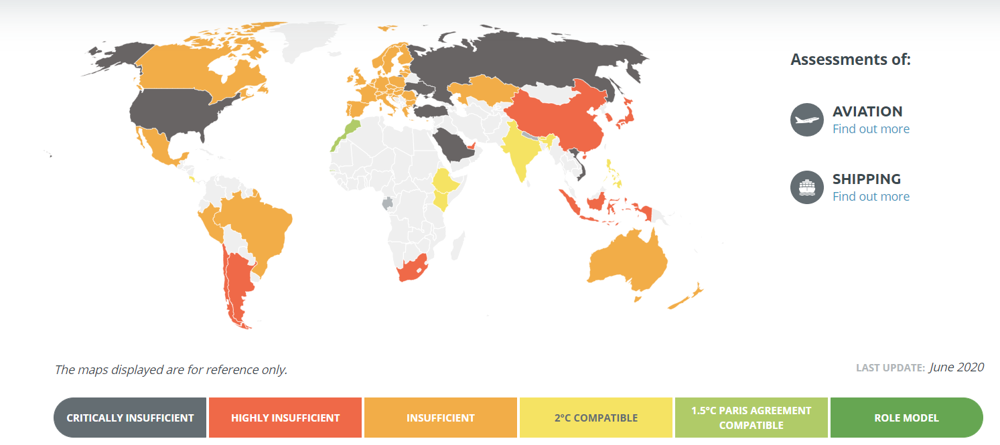 Assessments of:
AVIATION
Find out more
SHIPPING
Find out more
The maps displayed are for reference only.
LAST UPDATE: June 2020
CRITICALLY INSUFFICIENT
HIGHLY INSUFFICIENT
INSUFFICIENT
2°C COMPATIBLE
1.5°C PARIS AGREEMENT
COMPATIBLE
ROLE MODEL